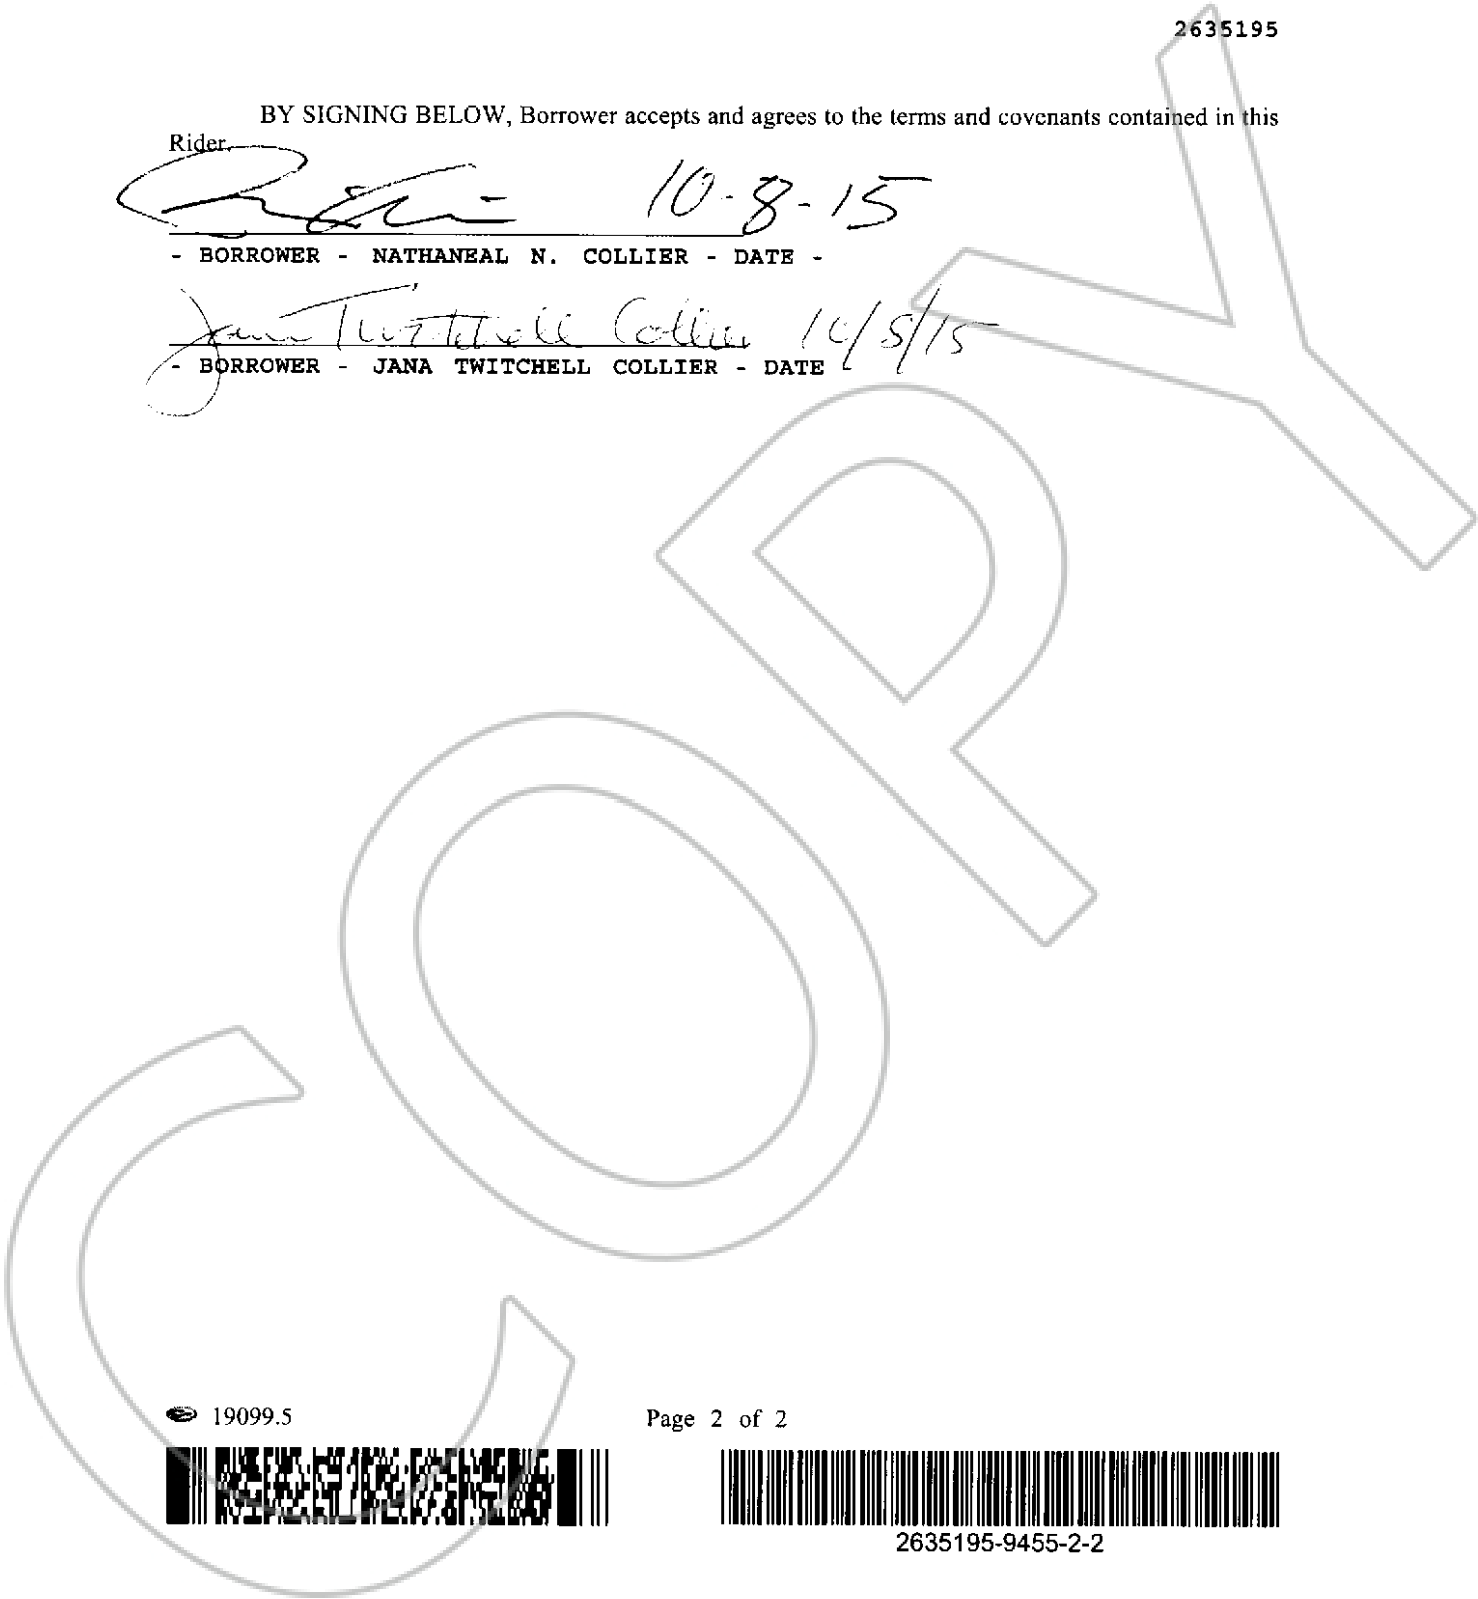 2635195
BY SIGNING BELOW, Borrower accepts and agrees to the terms and covenants contained in this
Rider.
10-8-15
- BORROWER - NATHANEAL N. COLLIER - DATE -
Jana Twitchell Collier 10/8/15
- BORROWER - JANA TWITCHELL COLLIER - DATE
COPY
19099.5 Page 2 of 2
2635195-9455-2-2